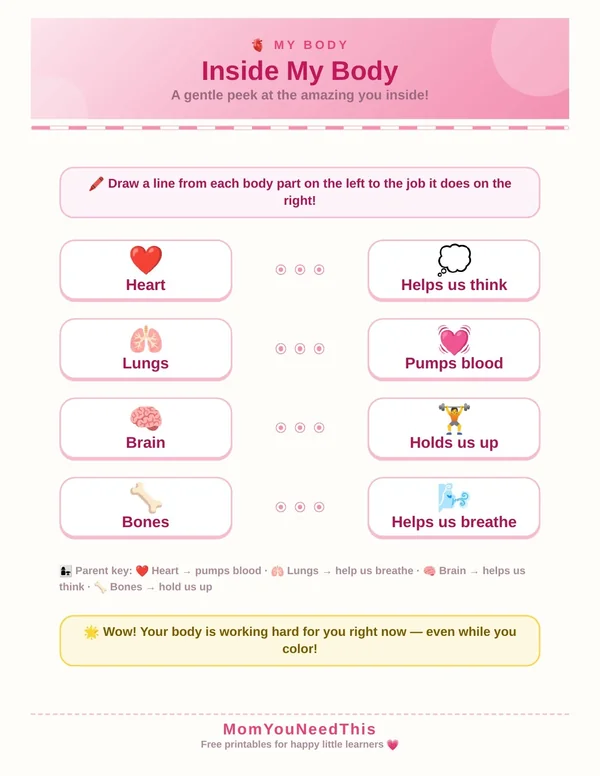 🫀 MY BODY
Inside My Body
A gentle peek at the amazing you inside!
🖍️ Draw a line from each body part on the left to the job it does on the
right!
Heart
Helps us think
Lungs
Pumps blood
Brain
Holds us up
Bones
Helps us breathe
👩‍👧 Parent key: ❤️ Heart → pumps blood · 🫁 Lungs → help us breathe · 🧠 Brain → helps us
think · 🦴 Bones → hold us up
🌟 Wow! Your body is working hard for you right now — even while you
color!
MomYouNeedThis
Free printables for happy little learners 💗